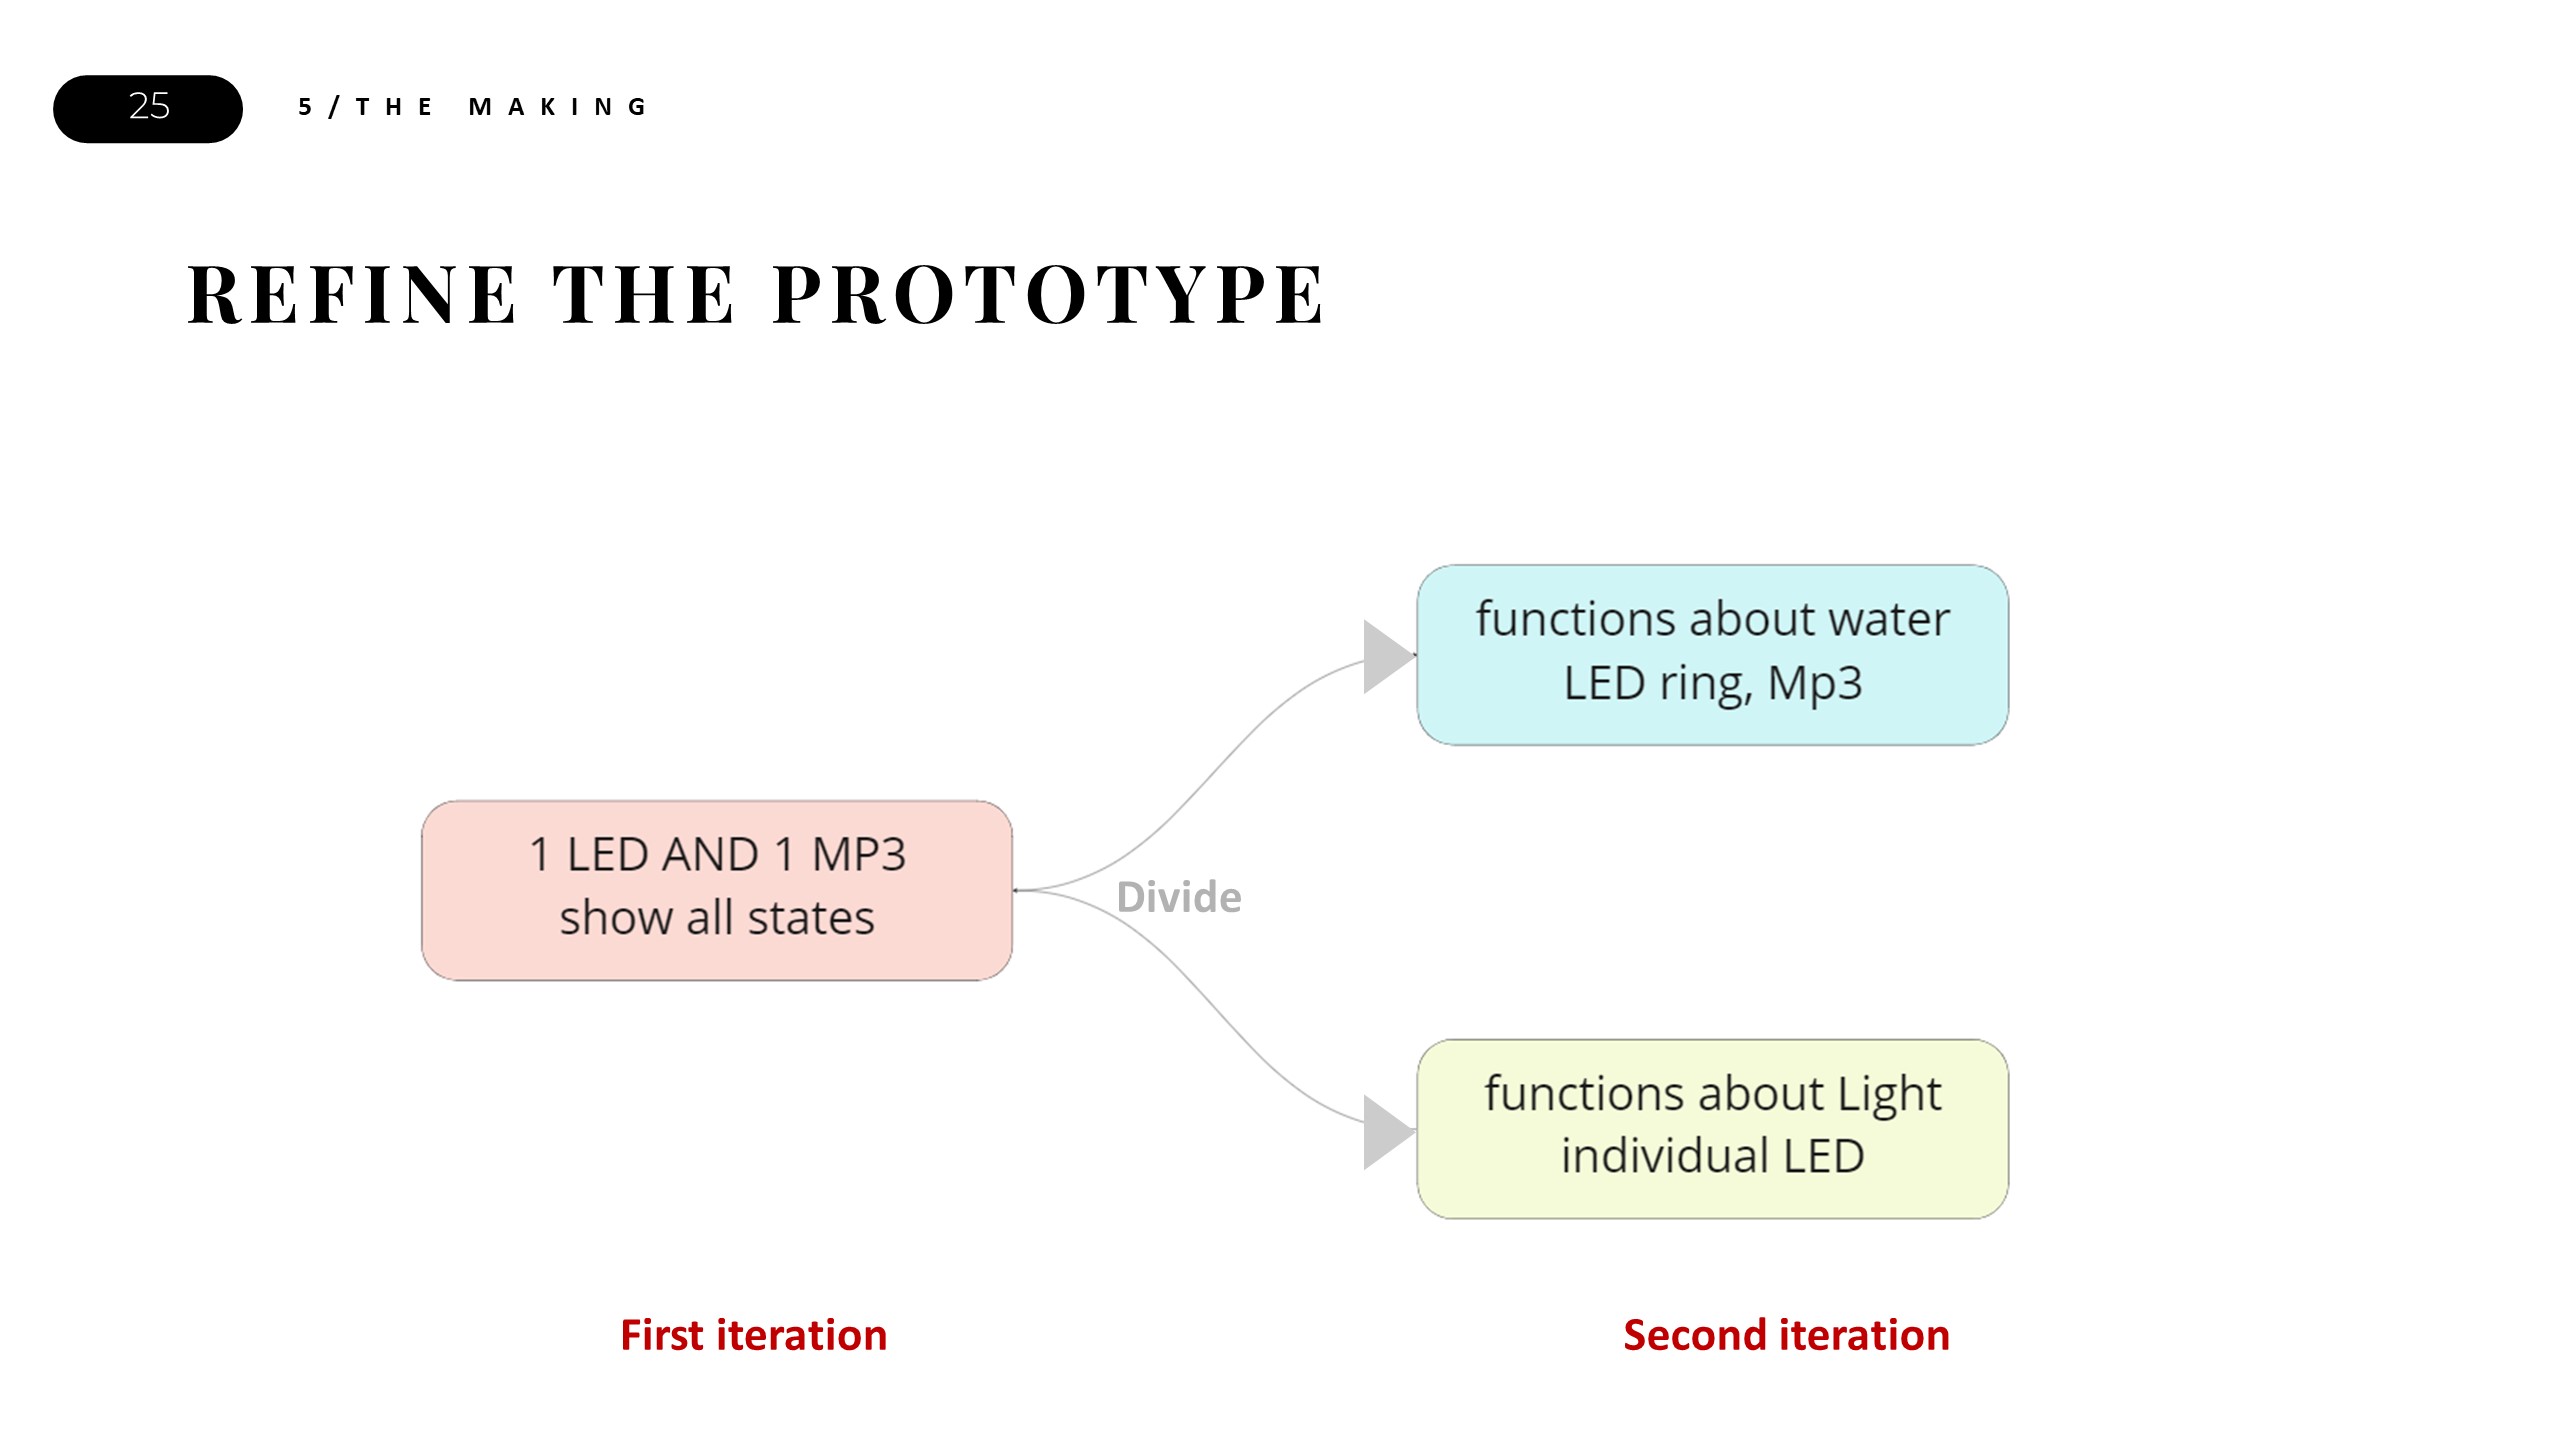 25
5/THE MAKING
REFINE THE PROTOTYPE
functions about water
LED ring, Mp3
1 LED AND 1 MP3
show all states
Divide
functions about Light
individual LED
First iteration
Second iteration